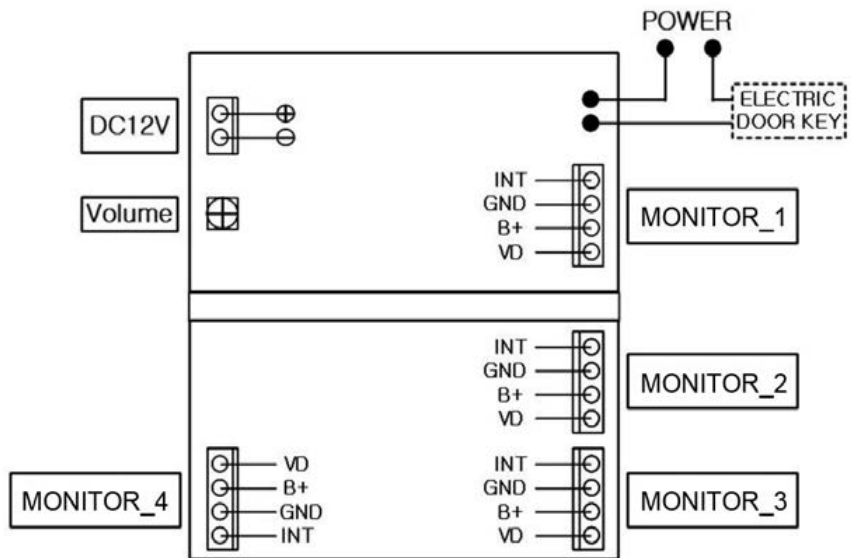 POWER
DC12V
ELECTRIC
DOOR KEY
Volume
INT
GND
B+
VD
MONITOR_1
INT
GND
B+
VD
MONITOR_2
MONITOR_4
VD
B+
GND
INT
INT
GND
B+
VD
MONITOR_3